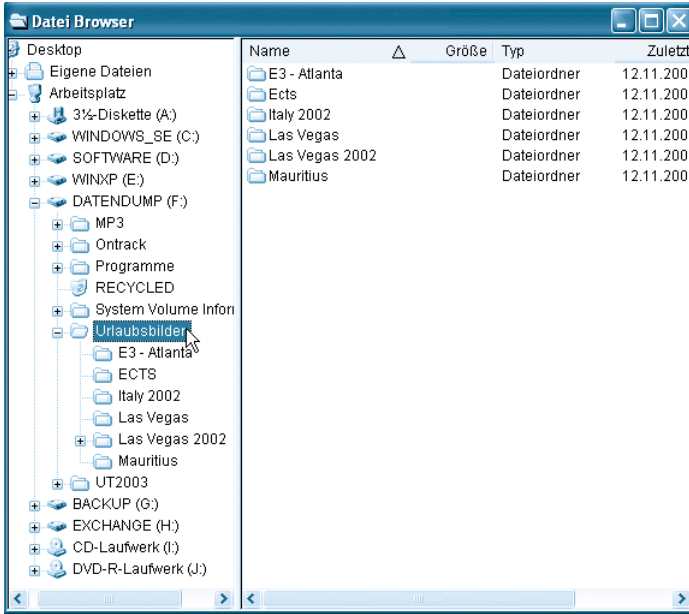 Datei Browser
Desktop
Eigene Dateien
Arbeitsplatz
3½-Diskette (A:)
WINDOWS_SE (C:)
SOFTWARE (D:)
WINXP (E:)
DATENDUMP (F:)
MP3
Ontrack
Programme
RECYCLED
System Volume Inforı
Urlaubsbilder
E3 - Atlanta
ECTS
Italy 2002
Las Vegas
Las Vegas 2002
Mauritius
UT2003
BACKUP (G:)
EXCHANGE (H:)
CD-Laufwerk (I:)
DVD-R-Laufwerk (J:)
Name Größe Typ Zuletzt
E3 - Atlanta Dateiordner 12.11.200
Ects Dateiordner 12.11.200
Italy 2002 Dateiordner 12.11.200
Las Vegas Dateiordner 12.11.200
Las Vegas 2002 Dateiordner 12.11.200
Mauritius Dateiordner 12.11.200